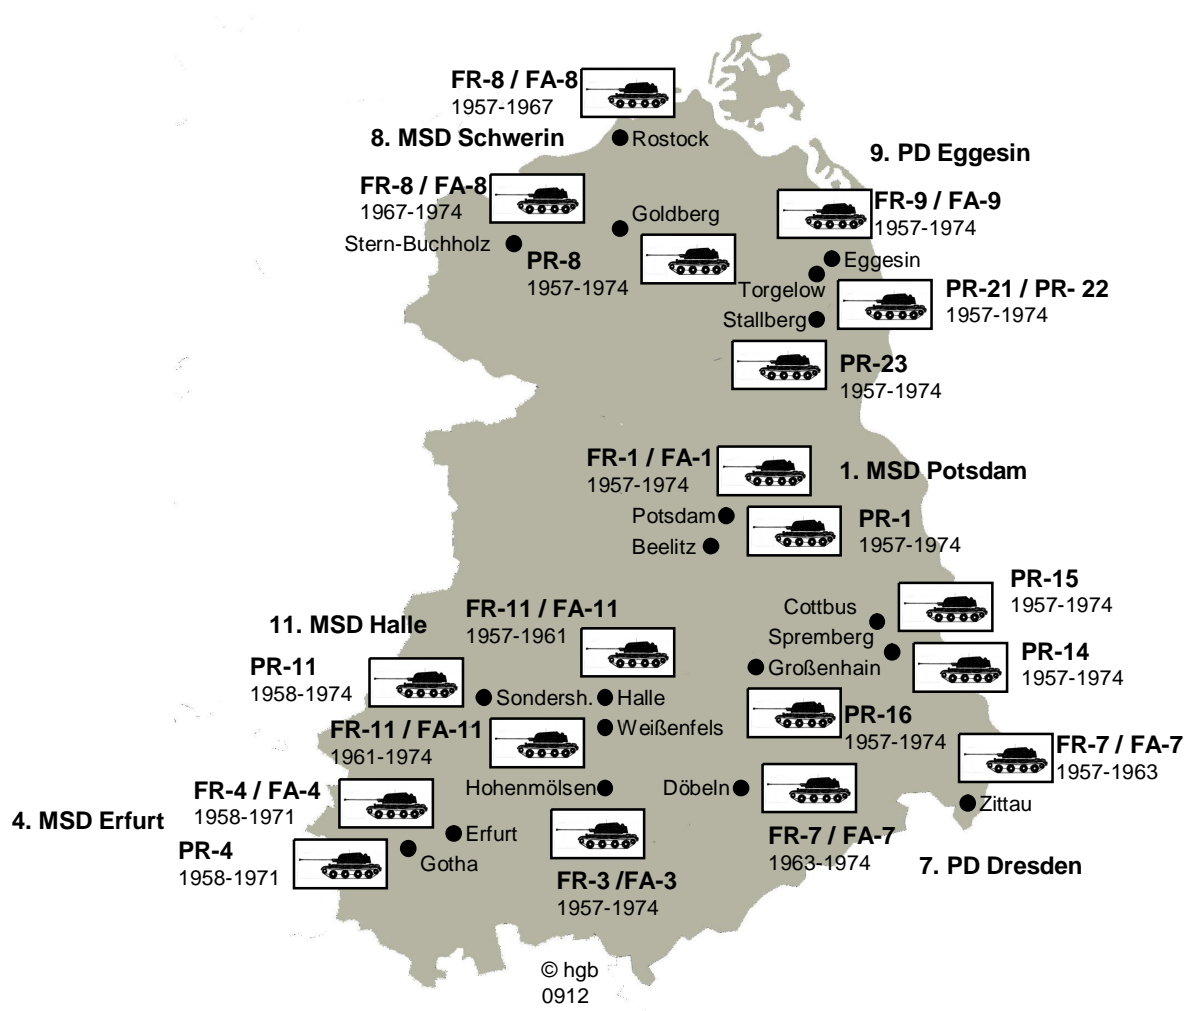 FR-8 / FA-8
1957-1967
8. MSD Schwerin
Rostock
9. PD Eggesin
FR-8 / FA-8
1967-1974
Stern-Buchholz
Goldberg
PR-8
1957-1974
FR-9 / FA-9
1957-1974
Eggesin
Torgelow
PR-21 / PR- 22
1957-1974
Stallberg
PR-23
1957-1974
FR-1 / FA-1
1957-1974
1. MSD Potsdam
Potsdam
Beelitz
PR-1
1957-1974
PR-15
1957-1974
Cottbus
Spremberg
PR-14
1957-1974
Großenhain
PR-16
1957-1974
FR-11 / FA-11
1957-1961
11. MSD Halle
PR-11
1958-1974
Sondersh.
Halle
FR-11 / FA-11
1961-1974
Weißenfels
FR-7 / FA-7
1957-1963
Zittau
Hohenmölsen
Döbeln
FR-7 / FA-7
1963-1974
7. PD Dresden
FR-4 / FA-4
1958-1971
4. MSD Erfurt
Erfurt
PR-4
1958-1971
Gotha
FR-3 /FA-3
1957-1974
© hgb
0912